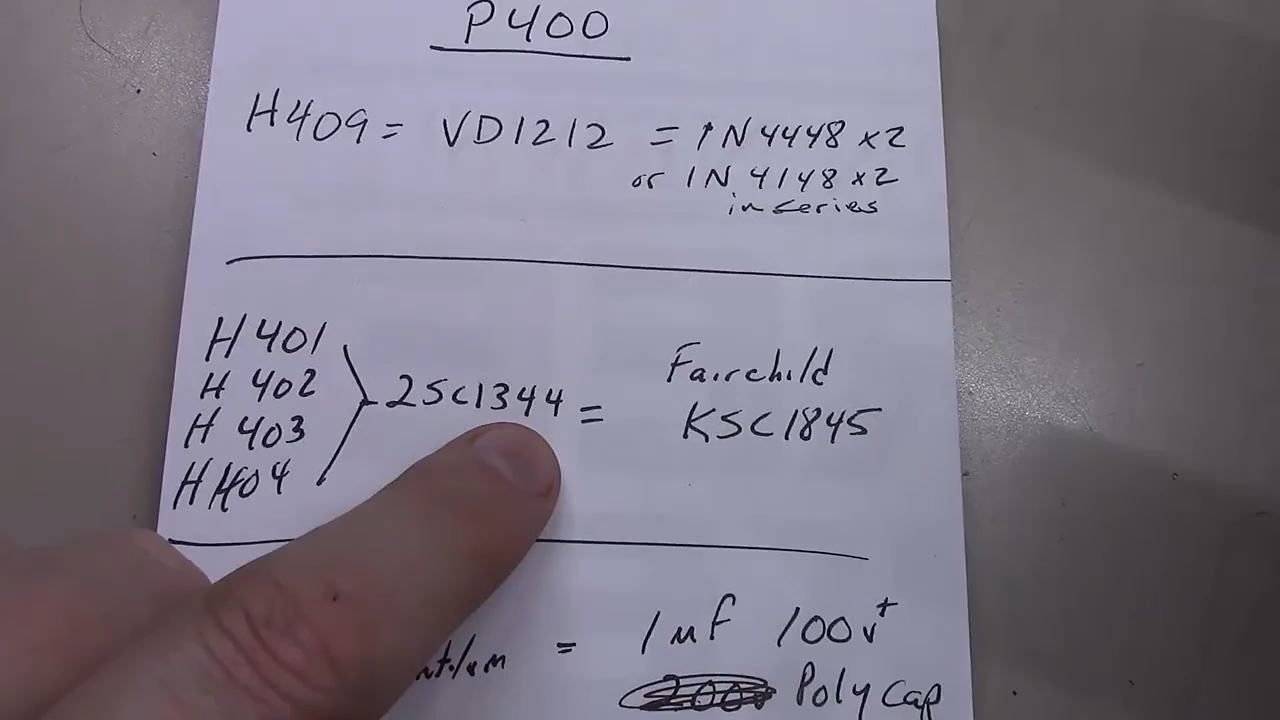 P400
H409 = VD1212 = 1N4448 x2
or 1N4148 x2
in series
H401
H402
H403
H404
2SC1344 =
Fairchild
KSC1845
= 1uf 100v+
Poly cap